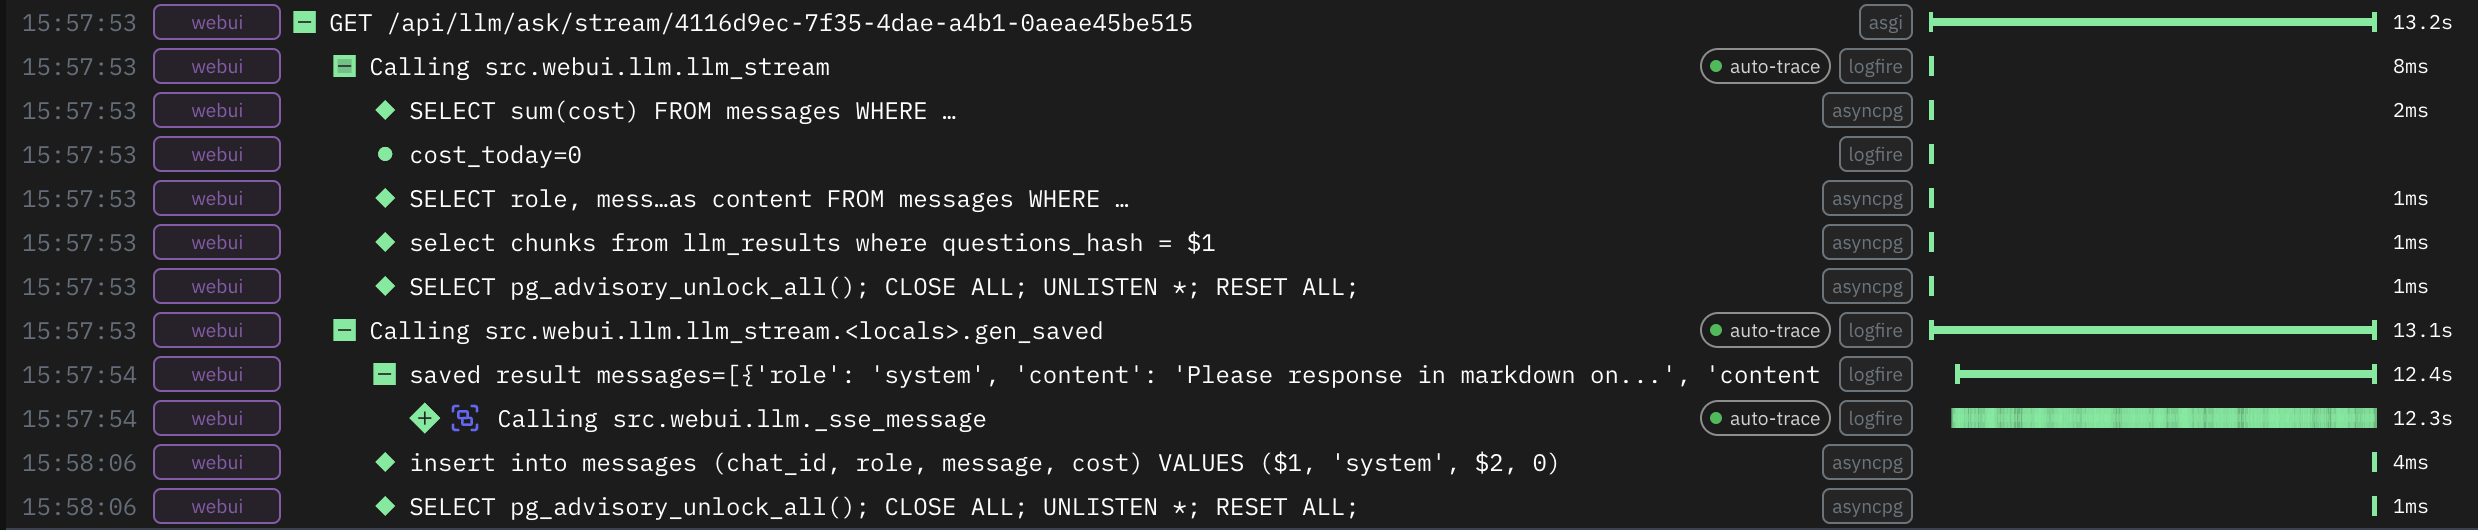 15:57:53 webui GET /api/llm/ask/stream/4116d9ec-7f35-4dae-a4b1-0aeae45be515 asgi 13.2s
15:57:53 webui Calling src.webui.llm.llm_stream auto-trace logfire 8ms
15:57:53 webui SELECT sum(cost) FROM messages WHERE … asyncpg 2ms
15:57:53 webui cost_today=0 logfire
15:57:53 webui SELECT role, mess…as content FROM messages WHERE … asyncpg 1ms
15:57:53 webui select chunks from llm_results where questions_hash = $1 asyncpg 1ms
15:57:53 webui SELECT pg_advisory_unlock_all(); CLOSE ALL; UNLISTEN *; RESET ALL; asyncpg 1ms
15:57:53 webui Calling src.webui.llm.llm_stream.<locals>.gen_saved auto-trace logfire 13.1s
15:57:54 webui saved result messages=[{'role': 'system', 'content': 'Please response in markdown on...', 'content logfire 12.4s
15:57:54 webui Calling src.webui.llm._sse_message auto-trace logfire 12.3s
15:58:06 webui insert into messages (chat_id, role, message, cost) VALUES ($1, 'system', $2, 0) asyncpg 4ms
15:58:06 webui SELECT pg_advisory_unlock_all(); CLOSE ALL; UNLISTEN *; RESET ALL; asyncpg 1ms